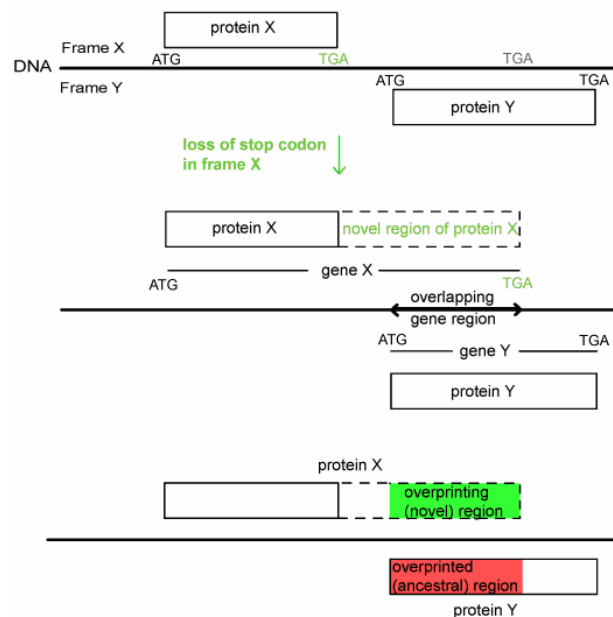 protein X
Frame X
ATG TGA TGA
DNA
Frame Y
ATG TGA
protein Y
loss of stop codon
in frame X
protein X novel region of protein X
gene X
ATG TGA
overlapping
gene region
ATG TGA
gene Y
protein Y
protein X
overprinting
(novel) region
overprinted
(ancestral) region
protein Y